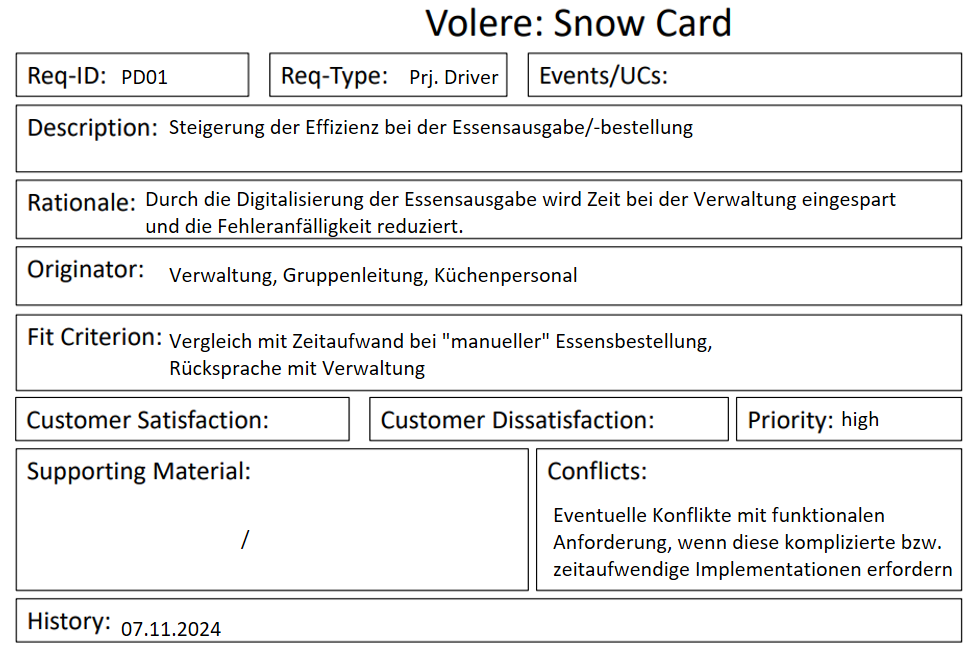 Volere: Snow Card
Req-ID: PD01
Req-Type: Prj. Driver
Events/UCs:
Description: Steigerung der Effizienz bei der Essensausgabe/-bestellung
Rationale: Durch die Digitalisierung der Essensausgabe wird Zeit bei der Verwaltung eingespart
und die Fehleranfälligkeit reduziert.
Originator: Verwaltung, Gruppenleitung, Küchenpersonal
Fit Criterion: Vergleich mit Zeitaufwand bei "manueller" Essensbestellung,
Rücksprache mit Verwaltung
Customer Satisfaction:
Customer Dissatisfaction:
Priority: high
Supporting Material:
/
Conflicts:
Eventuelle Konflikte mit funktionalen
Anforderung, wenn diese komplizierte bzw.
zeitaufwendige Implementationen erfordern
History: 07.11.2024